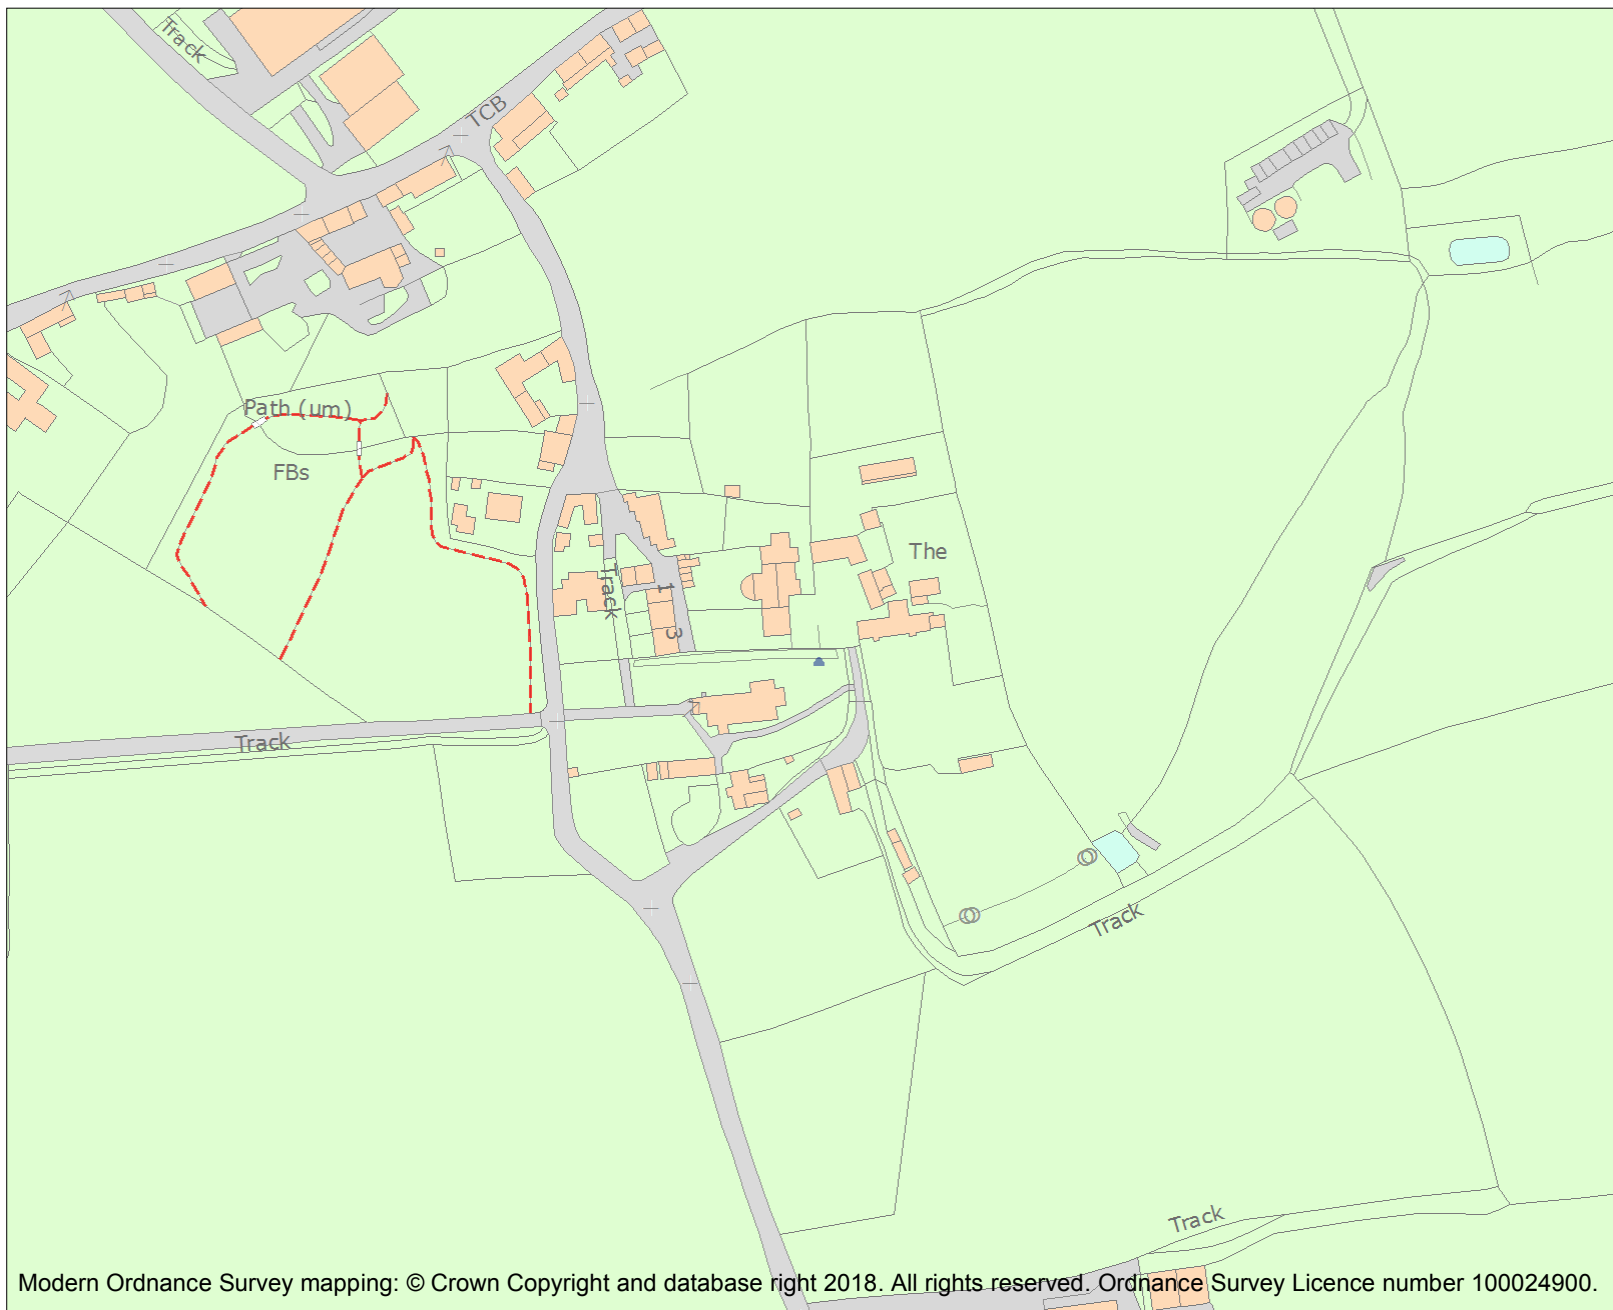 Track
TCB
Path (um)
FBs
The
Track
1
3
Track
Track
Track
Modern Ordnance Survey mapping: © Crown Copyright and database right 2018. All rights reserved. Ordnance Survey Licence number 100024900.